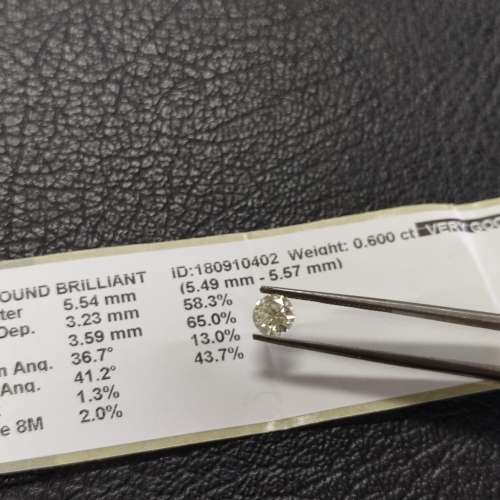 OUND BRILLIANT ID:180910402 Weight: 0.600 ct VERY GOO
ter 5.54 mm (5.49 mm - 5.57 mm)
Dep. 3.23 mm 58.3%
3.59 mm 65.0%
n Ang. 36.7° 13.0%
Ang. 41.2° 43.7%
1.3%
e 8M 2.0%